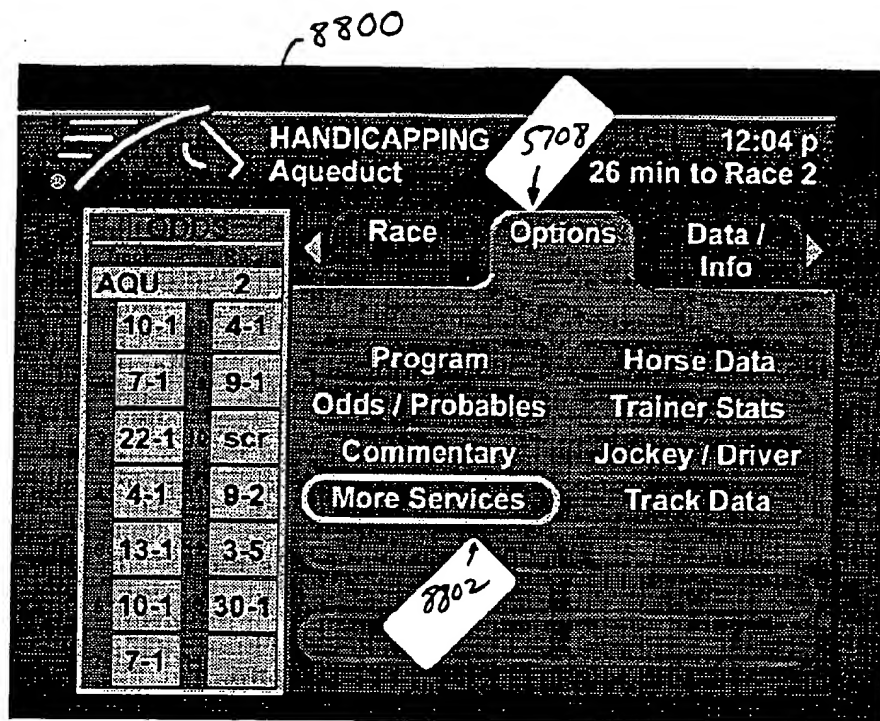 8800
HANDICAPPING
Aqueduct
5708
12:04 p
26 min to Race 2
®
ODDS
Race
Options
Data /
Info
AQU 2
10-1 4-1
7-1 9-1
22-1 scr
4-1 9-2
13-1 3-5
10-1 30-1
7-1
Program
Horse Data
Odds / Probables
Trainer Stats
Commentary
Jockey / Driver
More Services
Track Data
8802